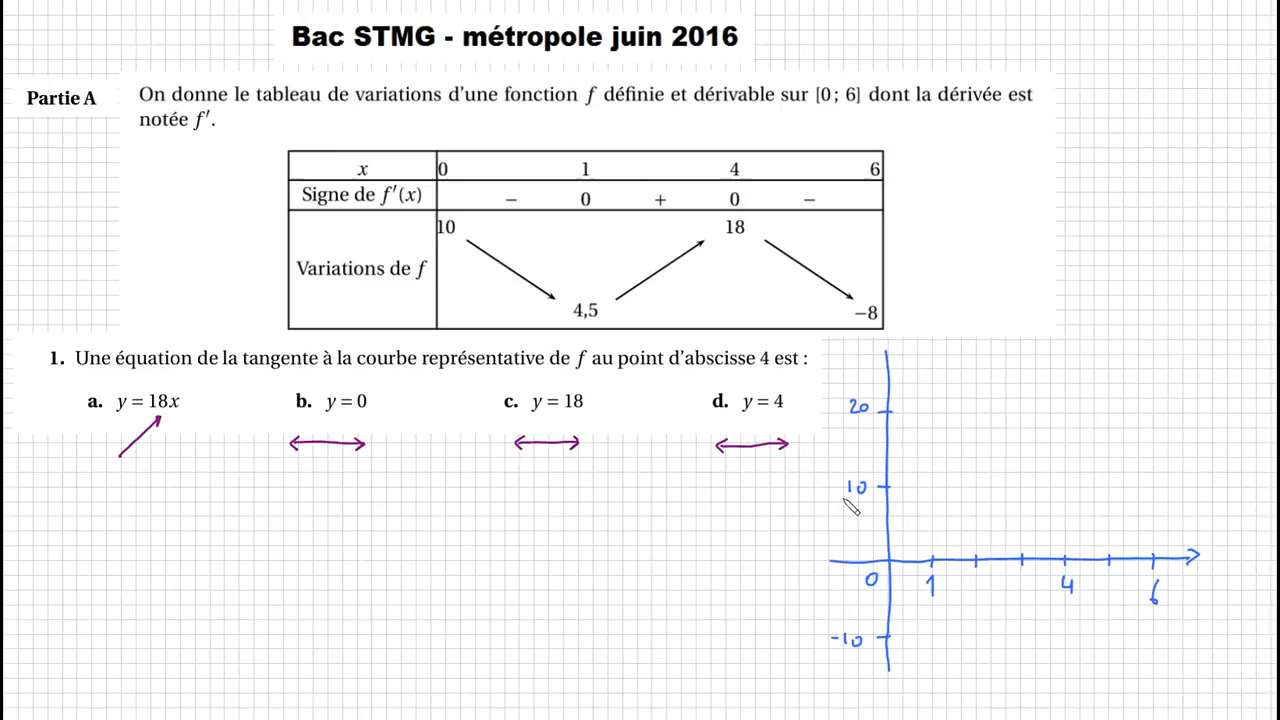 Bac STMG - métropole juin 2016
Partie A On donne le tableau de variations d'une fonction f définie et dérivable sur [0 ; 6] dont la dérivée est
notée f′.
x 0 1 4 6
Signe de f′(x) − 0 + 0 −
10 18
Variations de f
4,5 −8
1. Une équation de la tangente à la courbe représentative de f au point d'abscisse 4 est :
a. y = 18x b. y = 0 c. y = 18 d. y = 4
20
10
0 1 4 6
-10